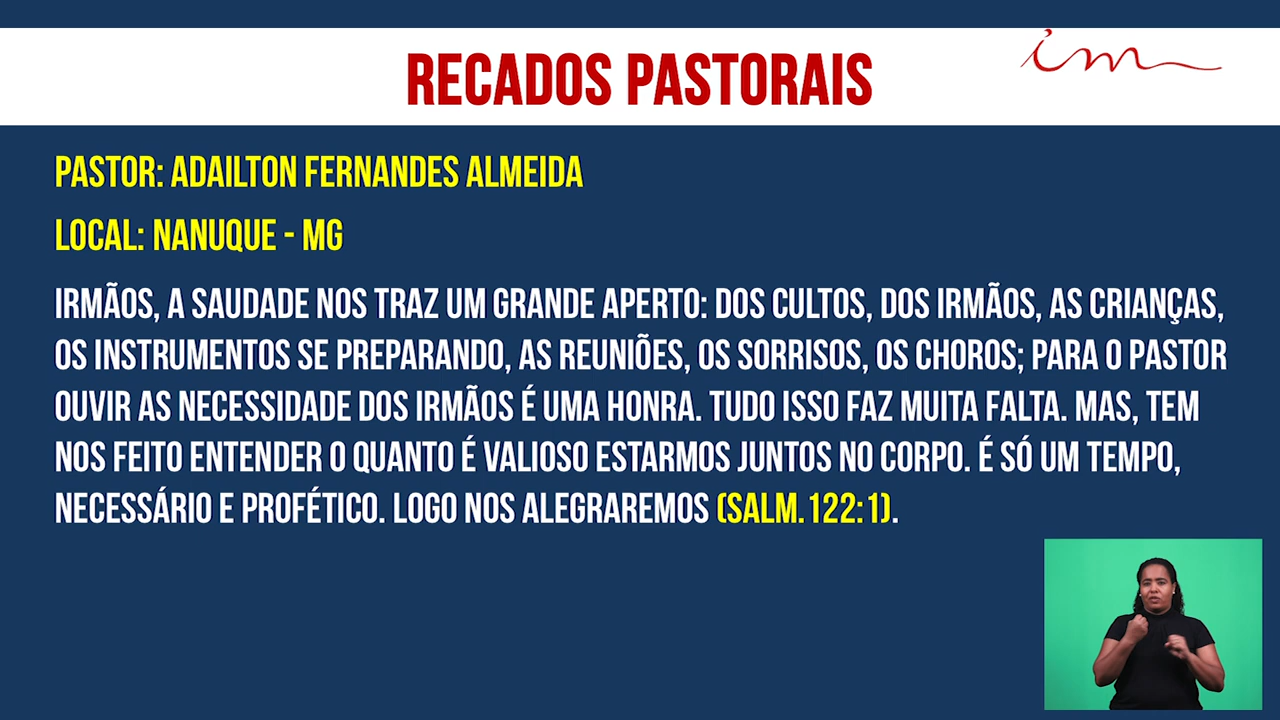 im
RECADOS PASTORAIS
PASTOR: ADAILTON FERNANDES ALMEIDA
LOCAL: NANUQUE - MG
IRMÃOS, A SAUDADE NOS TRAZ UM GRANDE APERTO: DOS CULTOS, DOS IRMÃOS, AS CRIANÇAS,
OS INSTRUMENTOS SE PREPARANDO, AS REUNIÕES, OS SORRISOS, OS CHOROS; PARA O PASTOR
OUVIR AS NECESSIDADE DOS IRMÃOS É UMA HONRA. TUDO ISSO FAZ MUITA FALTA. MAS, TEM
NOS FEITO ENTENDER O QUANTO É VALIOSO ESTARMOS JUNTOS NO CORPO. É SÓ UM TEMPO,
NECESSÁRIO E PROFÉTICO. LOGO NOS ALEGRAREMOS (SALM.122:1).